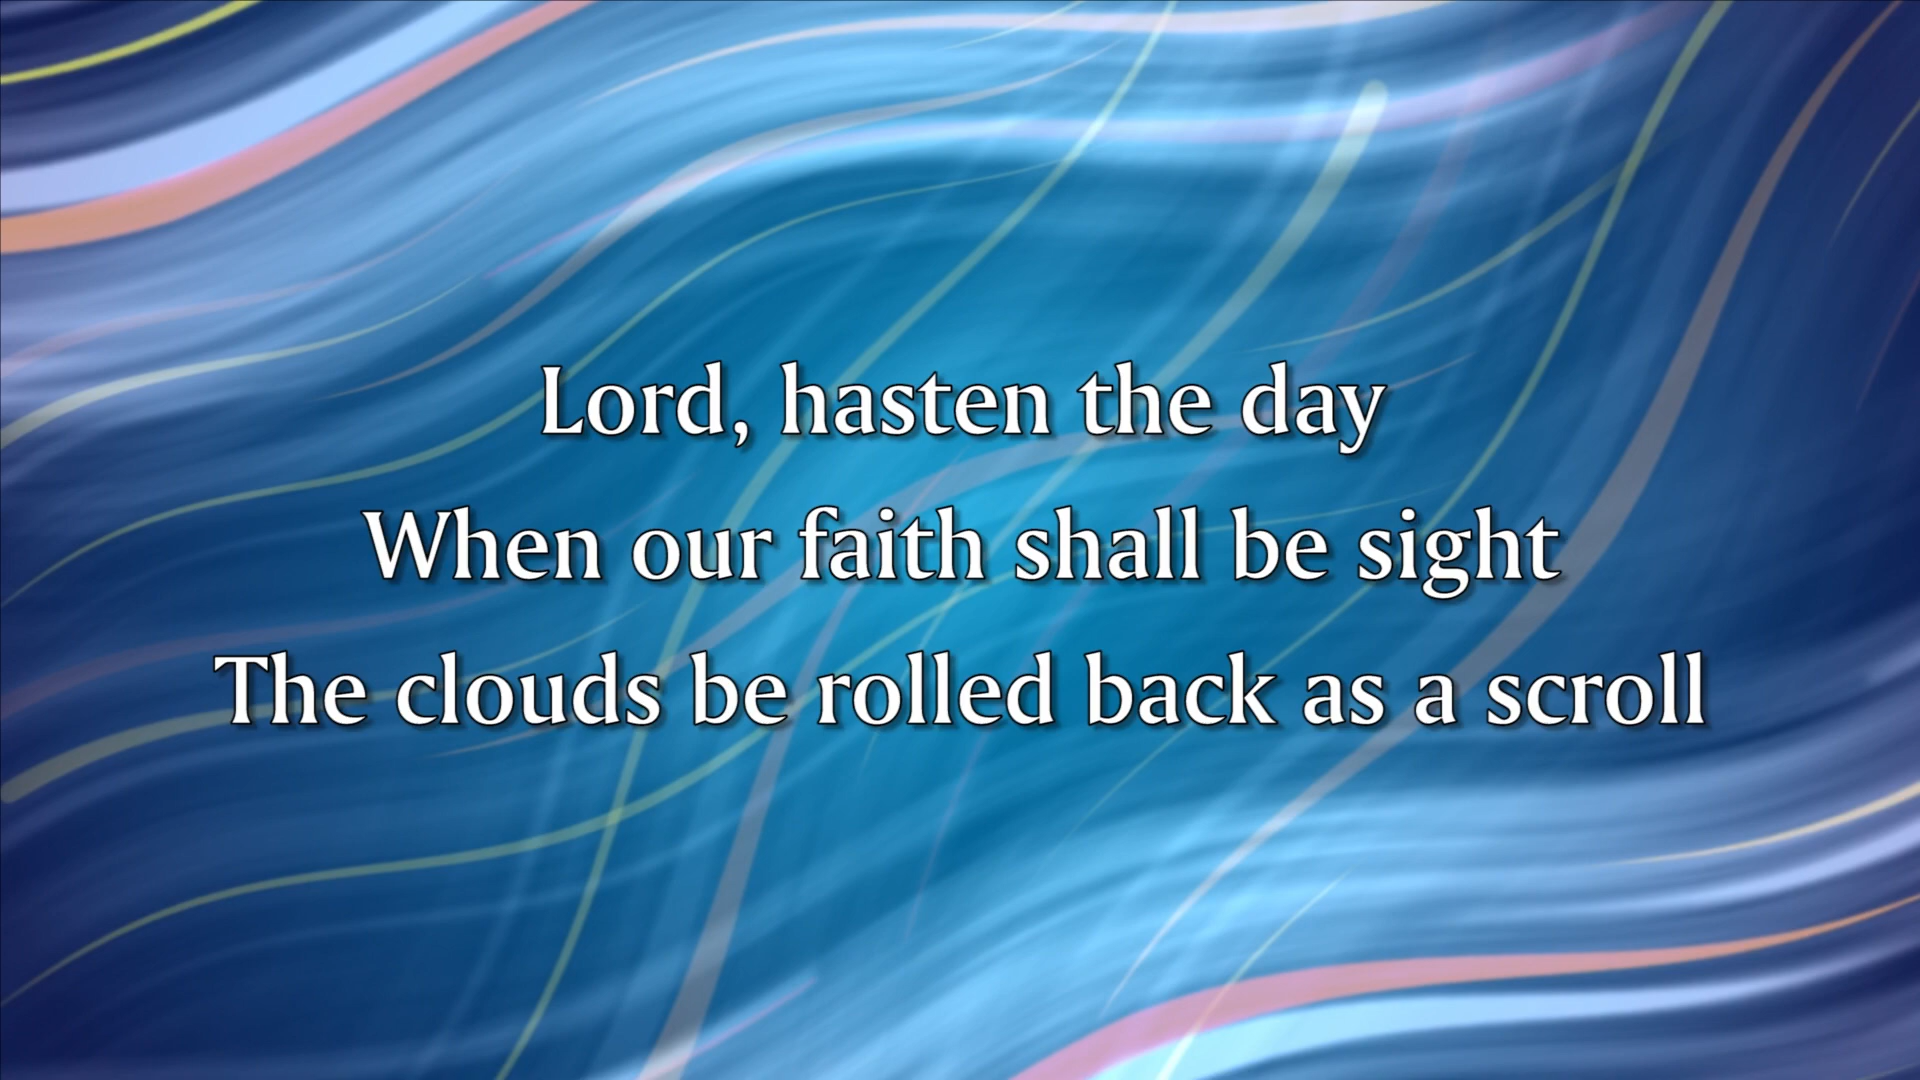 Lord, hasten the day
When our faith shall be sight
The clouds be rolled back as a scroll